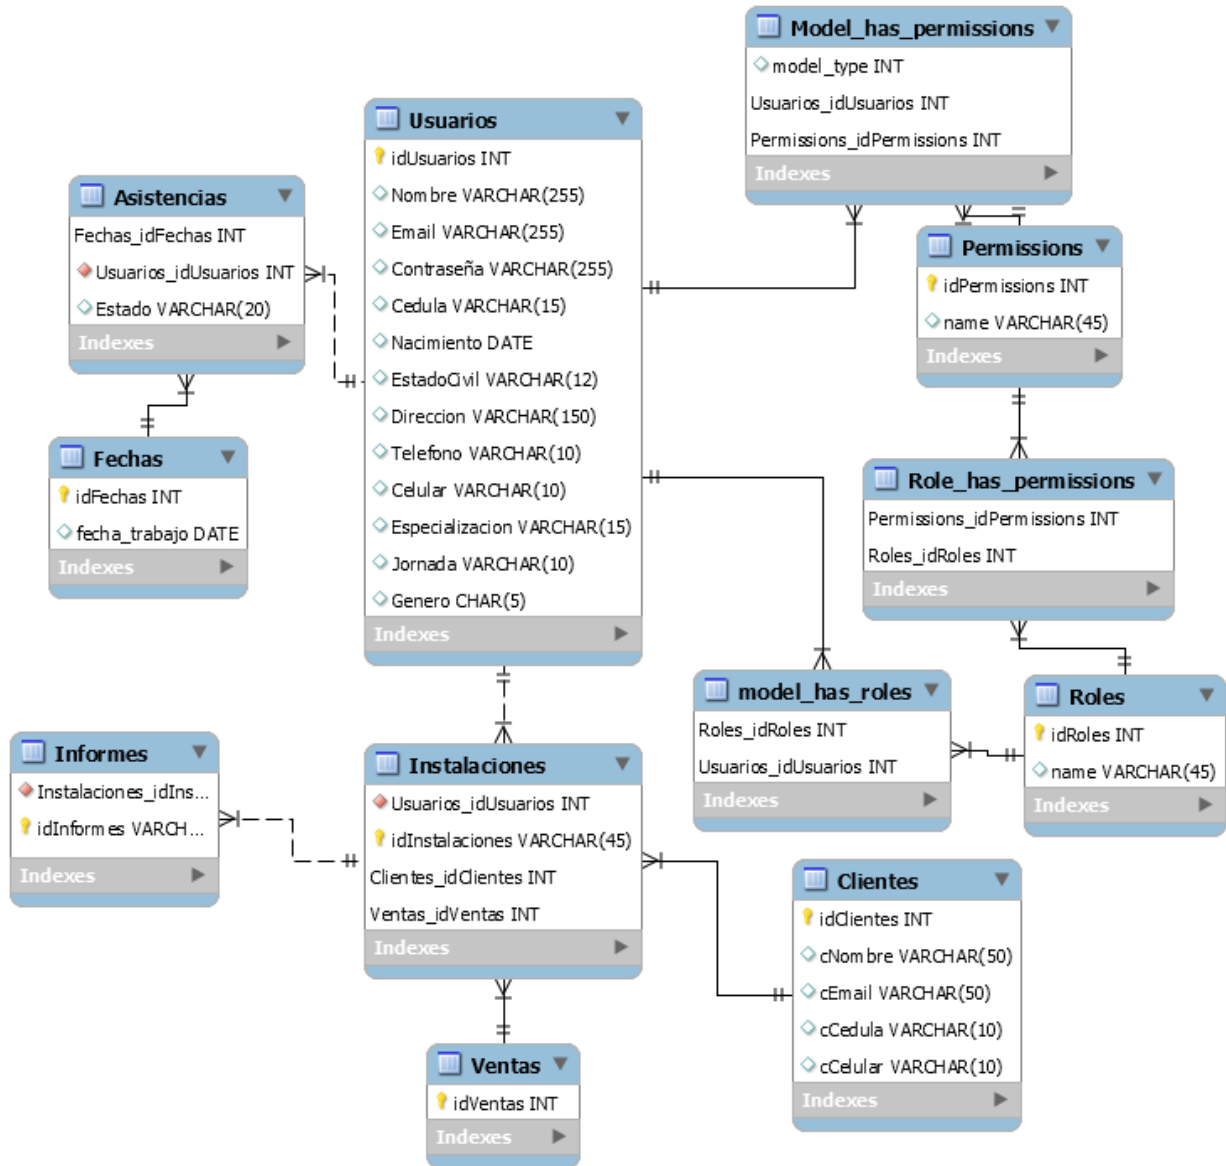 Model_has_permissions
model_type INT
Usuarios_idUsuarios INT
Permissions_idPermissions INT
Indexes
Usuarios
idUsuarios INT
Nombre VARCHAR(255)
Email VARCHAR(255)
Contraseña VARCHAR(255)
Cedula VARCHAR(15)
Nacimiento DATE
EstadoCivil VARCHAR(12)
Direccion VARCHAR(150)
Telefono VARCHAR(10)
Celular VARCHAR(10)
Especializacion VARCHAR(15)
Jornada VARCHAR(10)
Genero CHAR(5)
Indexes
Asistencias
Fechas_idFechas INT
Usuarios_idUsuarios INT
Estado VARCHAR(20)
Indexes
Permissions
idPermissions INT
name VARCHAR(45)
Indexes
Fechas
idFechas INT
fecha_trabajo DATE
Indexes
Role_has_permissions
Permissions_idPermissions INT
Roles_idRoles INT
Indexes
model_has_roles
Roles_idRoles INT
Usuarios_idUsuarios INT
Indexes
Roles
idRoles INT
name VARCHAR(45)
Indexes
Informes
Instalaciones_idIns...
idInformes VARCH...
Indexes
Instalaciones
Usuarios_idUsuarios INT
idInstalaciones VARCHAR(45)
Clientes_idClientes INT
Ventas_idVentas INT
Indexes
Clientes
idClientes INT
cNombre VARCHAR(50)
cEmail VARCHAR(50)
cCedula VARCHAR(10)
cCelular VARCHAR(10)
Indexes
Ventas
idVentas INT
Indexes